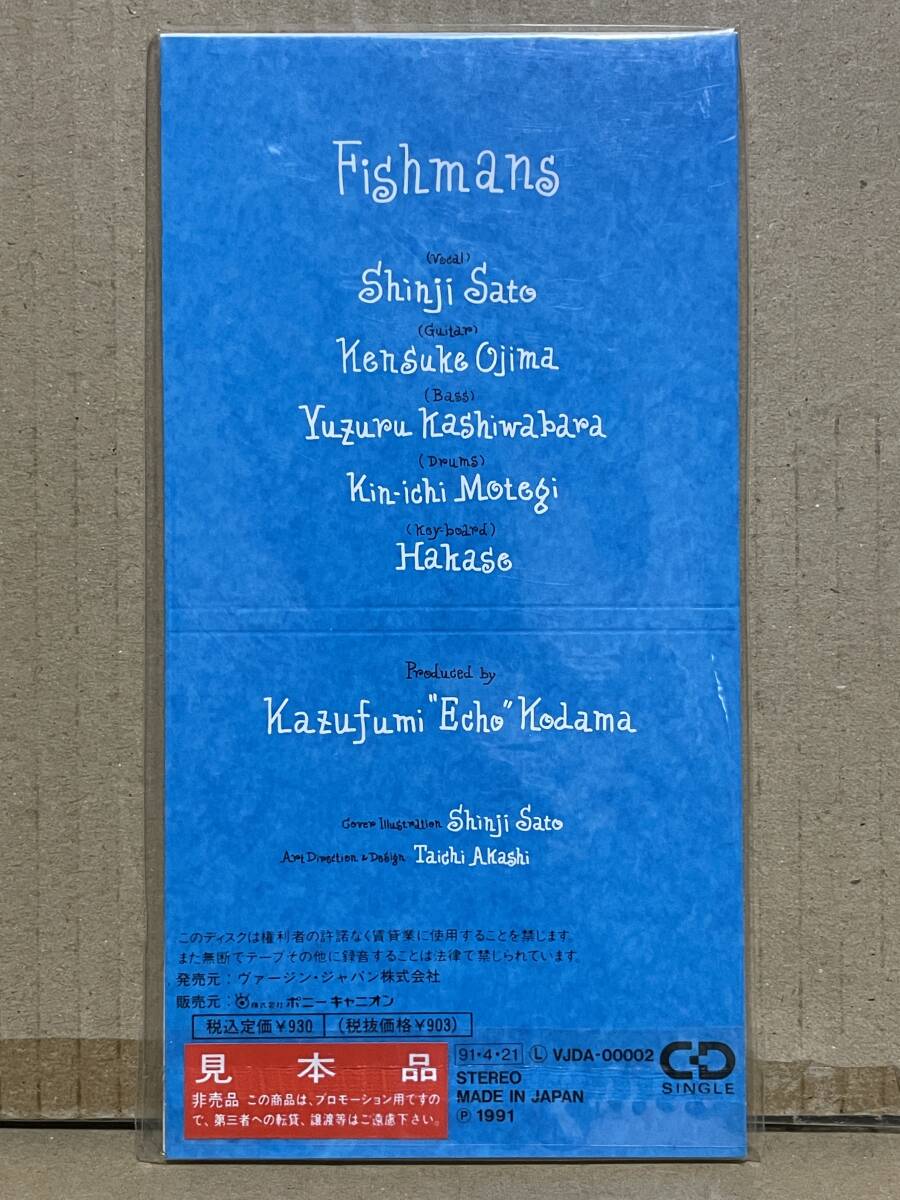 Fishmans
(Vocal)
Shinji Sato
(Guitar)
Kensuke Ojima
(Bass)
Yuzuru Kashiwabara
(Drums)
Kin-ichi Motegi
(Key-board)
Hakase
Produced by
Kazufumi "Echo" Kodama
Cover Illustration Shinji Sato
Art Direction & Design Taichi Akashi
このディスクは権利者の許諾なく賃貸業に使用することを禁じます。
また無断でテープその他に録音することは法律で禁じられています。
発売元：ヴァージン・ジャパン株式会社
販売元：株式会社ポニーキャニオン
税込定価¥930 (税抜価格¥903)
見本品
非売品 この商品は、プロモーション用ですの
で、第三者への転貸、譲渡等はご遠慮下さい。
91・4・21 Ⓛ VJDA-00002
STEREO
MADE IN JAPAN
Ⓟ 1991
CD
SINGLE